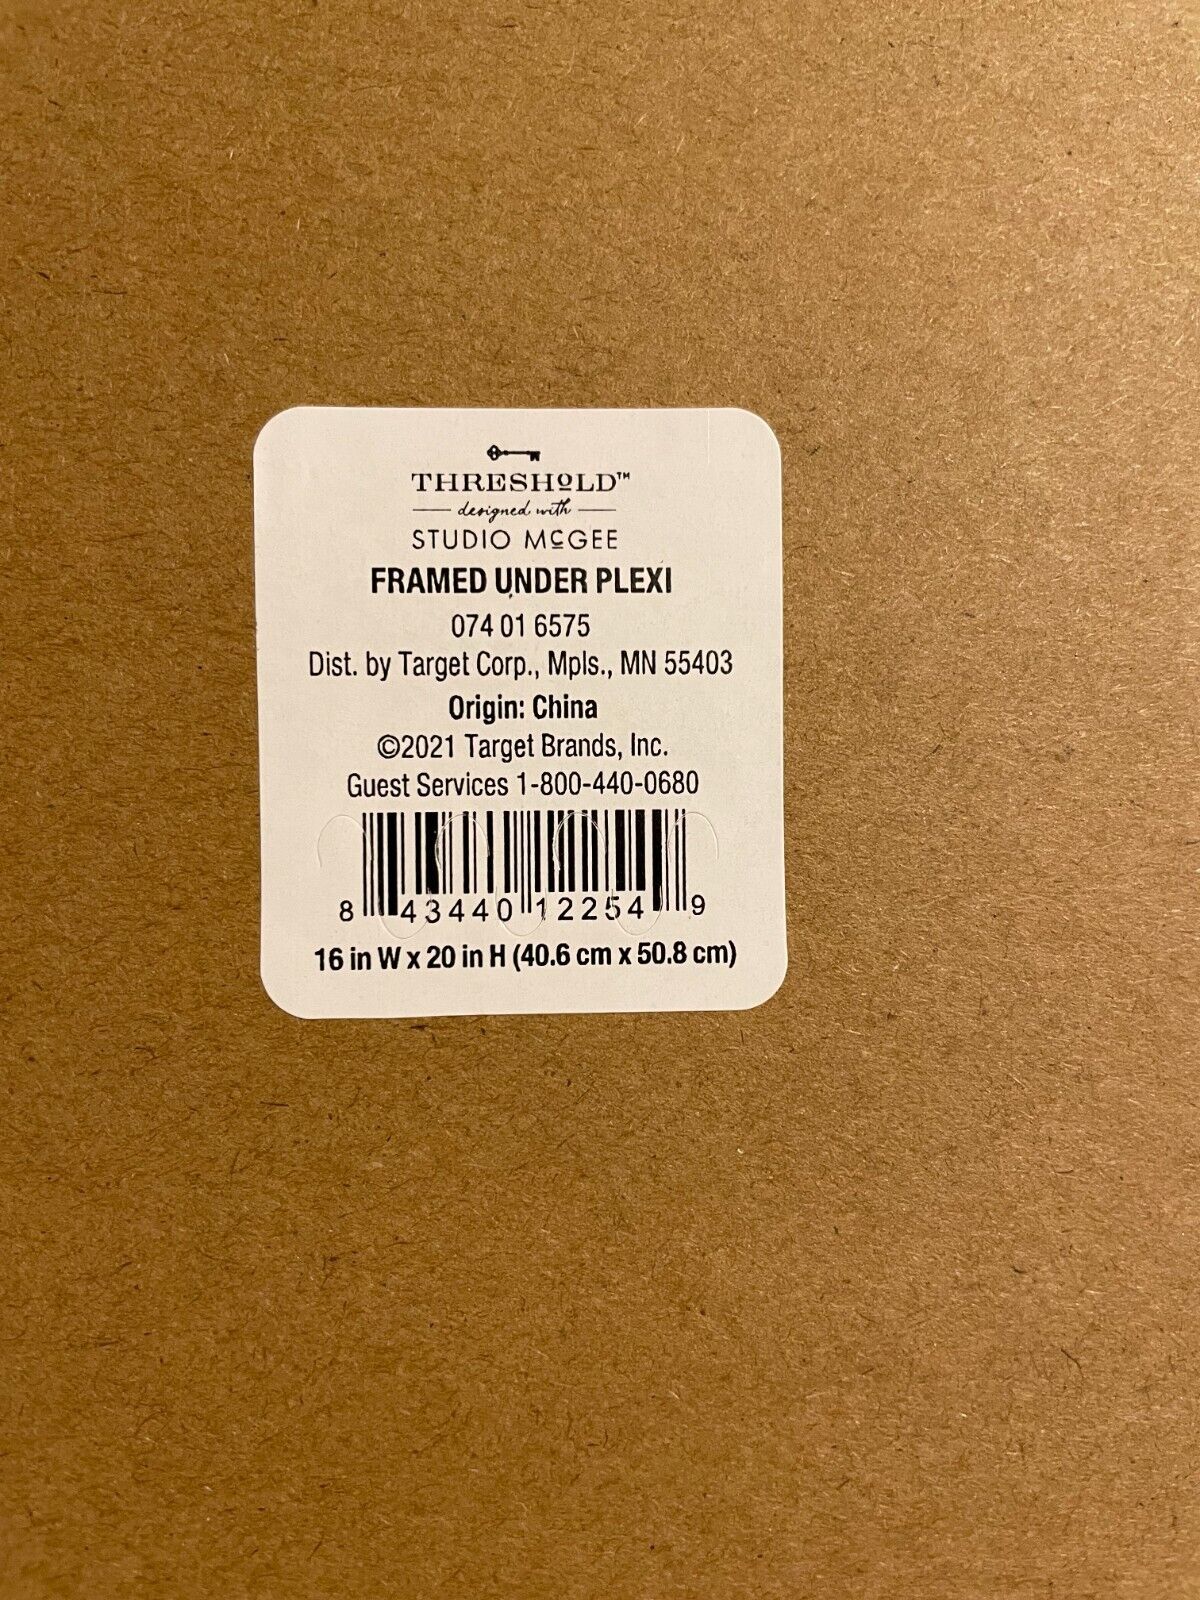 THRESHOLD™
designed with
STUDIO McGEE
FRAMED UNDER PLEXI
074 01 6575
Dist. by Target Corp., Mpls., MN 55403
Origin: China
©2021 Target Brands, Inc.
Guest Services 1-800-440-0680
8 43440 12254 9
16 in W x 20 in H (40.6 cm x 50.8 cm)